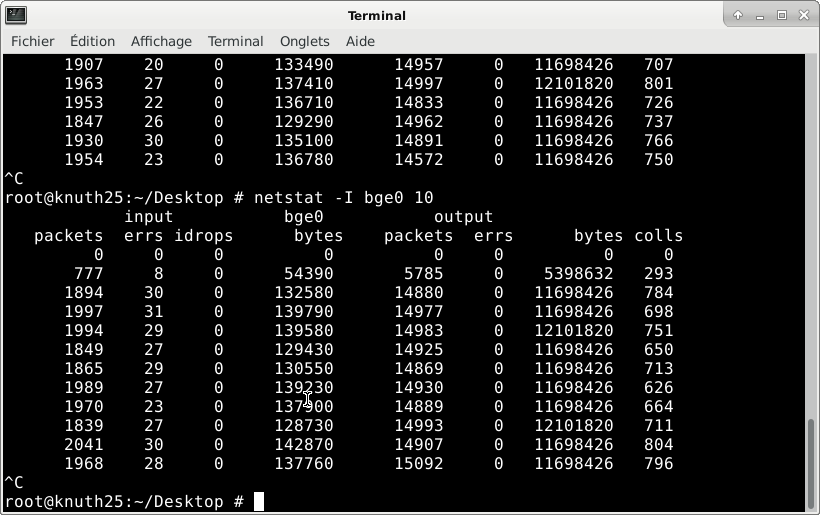 Terminal
Fichier Édition Affichage Terminal Onglets Aide
1907 20 0 133490 14957 0 11698426 707
1963 27 0 137410 14997 0 12101820 801
1953 22 0 136710 14833 0 11698426 726
1847 26 0 129290 14962 0 11698426 737
1930 30 0 135100 14891 0 11698426 766
1954 23 0 136780 14572 0 11698426 750
^C
root@knuth25:~/Desktop # netstat -I bge0 10
input bge0 output
packets errs idrops bytes packets errs bytes colls
0 0 0 0 0 0 0 0
777 8 0 54390 5785 0 5398632 293
1894 30 0 132580 14880 0 11698426 784
1997 31 0 139790 14977 0 11698426 698
1994 29 0 139580 14983 0 12101820 751
1849 27 0 129430 14925 0 11698426 650
1865 29 0 130550 14869 0 11698426 713
1989 27 0 139230 14930 0 11698426 626
1970 23 0 137900 14889 0 11698426 664
1839 27 0 128730 14993 0 12101820 711
2041 30 0 142870 14907 0 11698426 804
1968 28 0 137760 15092 0 11698426 796
^C
root@knuth25:~/Desktop #